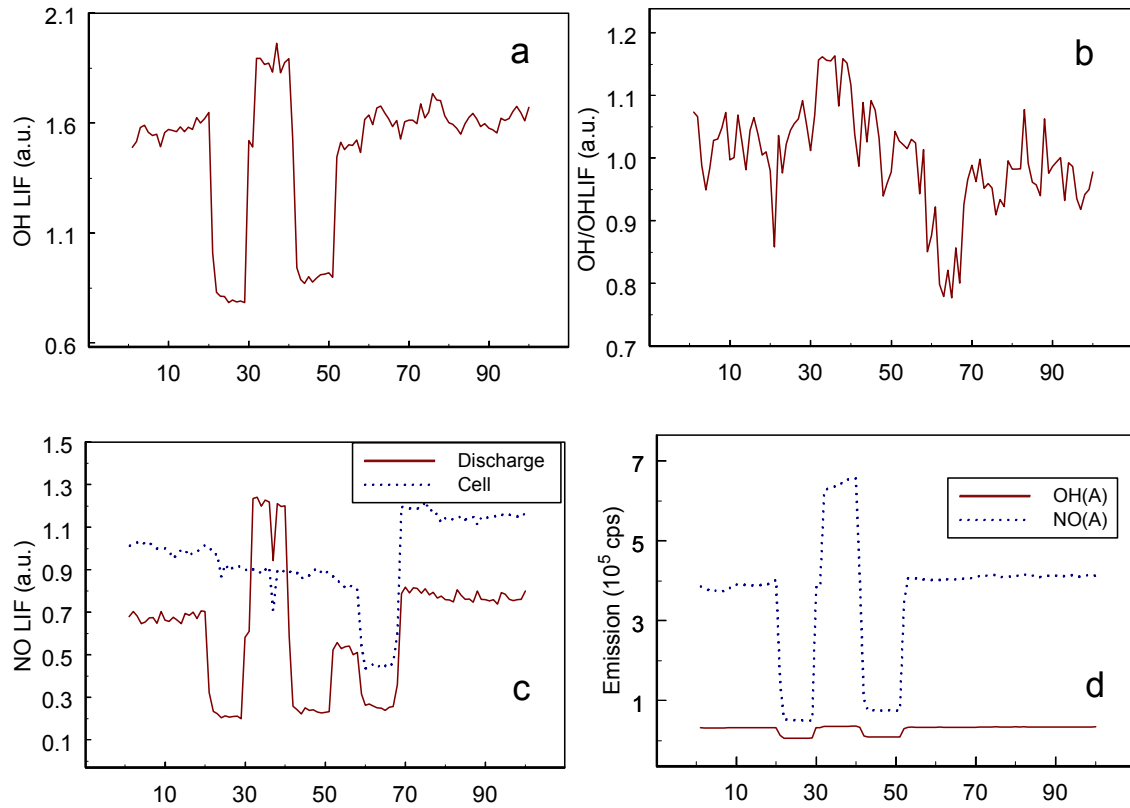 2.1
1.6
1.1
0.6
OH LIF (a.u.)
a
10 30 50 70 90
1.2
1.1
1.0
0.9
0.8
0.7
OH/OHLIF (a.u.)
b
10 30 50 70 90
1.5
1.3
1.1
0.9
0.7
0.5
0.3
0.1
NO LIF (a.u.)
Discharge
Cell
c
10 30 50 70 90
7
5
3
1
Emission (10⁵ cps)
OH(A)
NO(A)
d
10 30 50 70 90